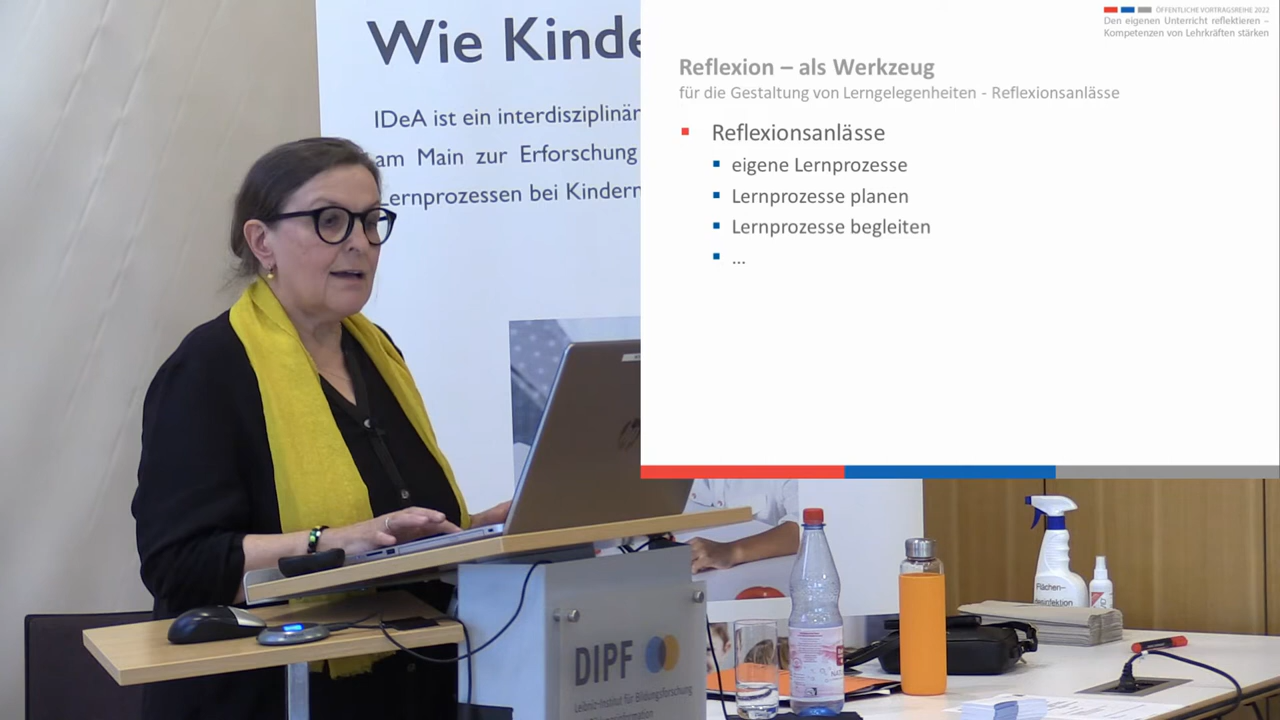 Wie Kinde
IDeA ist ein interdisziplinär
am Main zur Erforschung
Lernprozessen bei Kindern
ÖFFENTLICHE VORTRAGSREIHE 2022
Den eigenen Unterricht reflektieren –
Kompetenzen von Lehrkräften stärken
Reflexion – als Werkzeug
für die Gestaltung von Lerngelegenheiten - Reflexionsanlässe
Reflexionsanlässe
eigene Lernprozesse
Lernprozesse planen
Lernprozesse begleiten
...
Flächen-
desinfektion
DIPF
Leibniz-Institut für Bildungsforschung